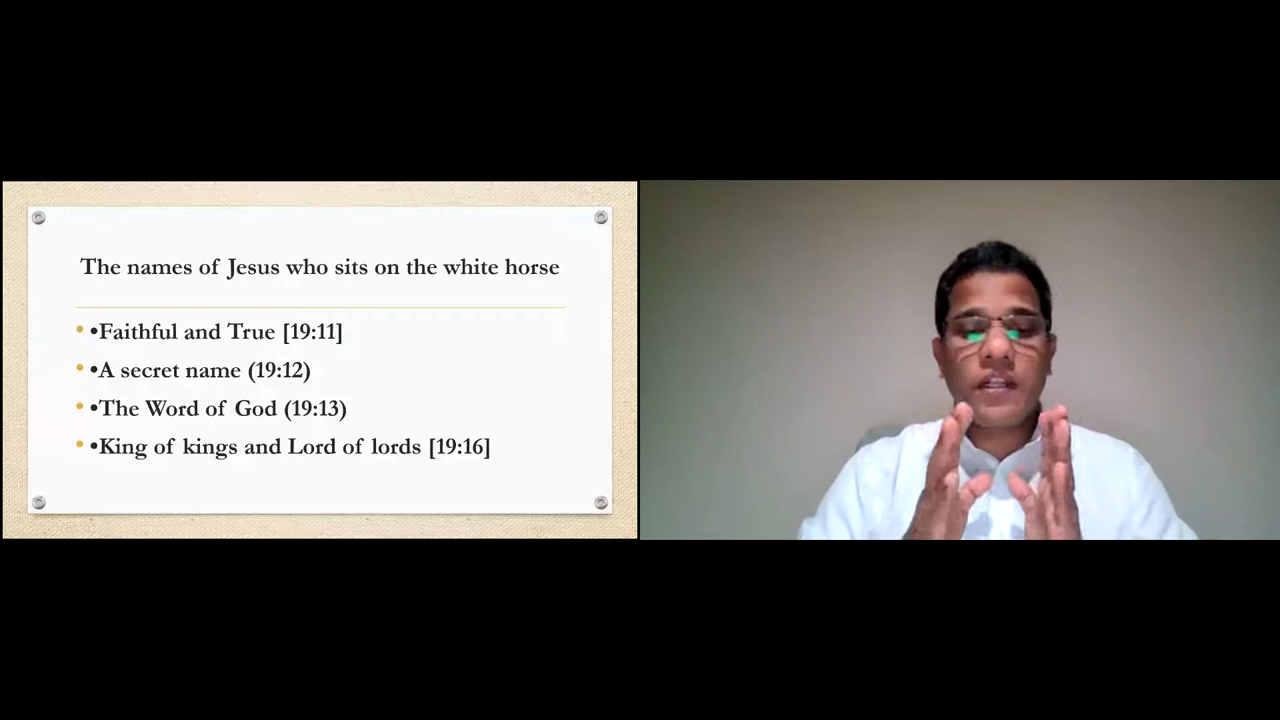 The names of Jesus who sits on the white horse
• •Faithful and True [19:11]
• •A secret name (19:12)
• •The Word of God (19:13)
• •King of kings and Lord of lords [19:16]